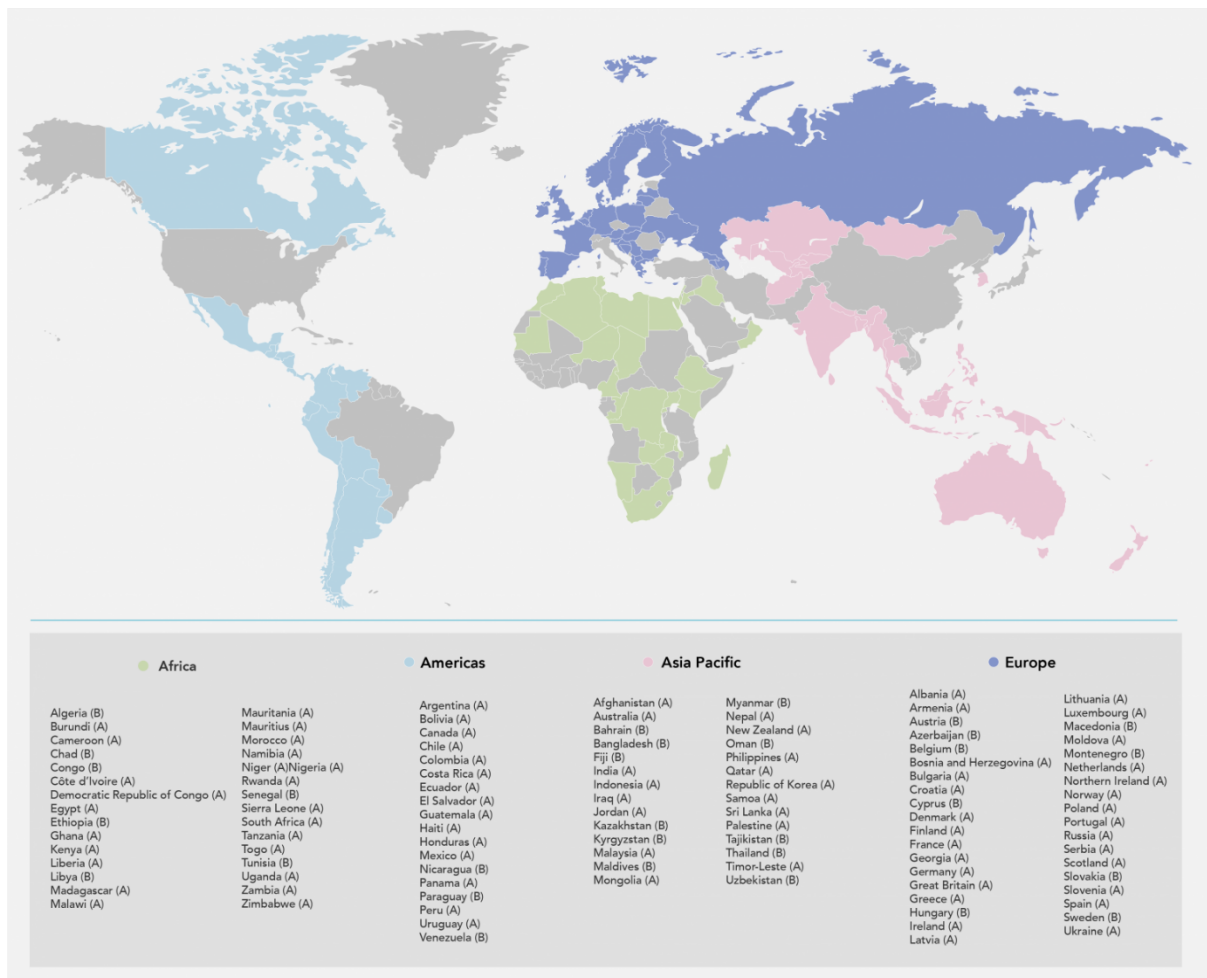 Africa
Algeria (B)
Burundi (A)
Cameroon (A)
Chad (B)
Congo (B)
Côte d'Ivoire (A)
Democratic Republic of Congo (A)
Egypt (A)
Ethiopia (B)
Ghana (A)
Kenya (A)
Liberia (A)
Libya (B)
Madagascar (A)
Malawi (A)
Mauritania (A)
Mauritius (A)
Morocco (A)
Namibia (A)
Niger (A)Nigeria (A)
Rwanda (A)
Senegal (B)
Sierra Leone (A)
South Africa (A)
Tanzania (A)
Togo (A)
Tunisia (B)
Uganda (A)
Zambia (A)
Zimbabwe (A)
Americas
Argentina (A)
Bolivia (A)
Canada (A)
Chile (A)
Colombia (A)
Costa Rica (A)
Ecuador (A)
El Salvador (A)
Guatemala (A)
Haiti (A)
Honduras (A)
Mexico (A)
Nicaragua (B)
Panama (A)
Paraguay (B)
Peru (A)
Uruguay (A)
Venezuela (B)
Asia Pacific
Afghanistan (A)
Australia (A)
Bahrain (B)
Bangladesh (B)
Fiji (B)
India (A)
Indonesia (A)
Iraq (A)
Jordan (A)
Kazakhstan (B)
Kyrgyzstan (B)
Malaysia (A)
Maldives (B)
Mongolia (A)
Myanmar (B)
Nepal (A)
New Zealand (A)
Oman (B)
Philippines (A)
Qatar (A)
Republic of Korea (A)
Samoa (A)
Sri Lanka (A)
Palestine (A)
Tajikistan (B)
Thailand (B)
Timor-Leste (A)
Uzbekistan (B)
Europe
Albania (A)
Armenia (A)
Austria (B)
Azerbaijan (B)
Belgium (B)
Bosnia and Herzegovina (A)
Bulgaria (A)
Croatia (A)
Cyprus (B)
Denmark (A)
Finland (A)
France (A)
Georgia (A)
Germany (A)
Great Britain (A)
Greece (A)
Hungary (B)
Ireland (A)
Latvia (A)
Lithuania (A)
Luxembourg (A)
Macedonia (B)
Moldova (A)
Montenegro (B)
Netherlands (A)
Northern Ireland (A)
Norway (A)
Poland (A)
Portugal (A)
Russia (A)
Serbia (A)
Scotland (A)
Slovakia (B)
Slovenia (A)
Spain (A)
Sweden (B)
Ukraine (A)